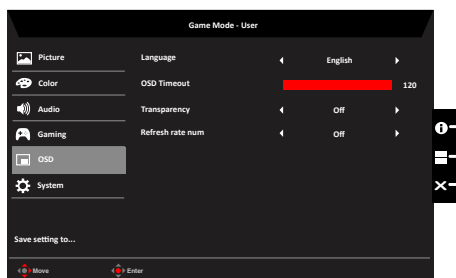 Game Mode - User
Picture
Language
English
Color
OSD Timeout
120
Audio
Transparency
Off
Gaming
Refresh rate num
Off
OSD
System
Save setting to...
Move
Enter